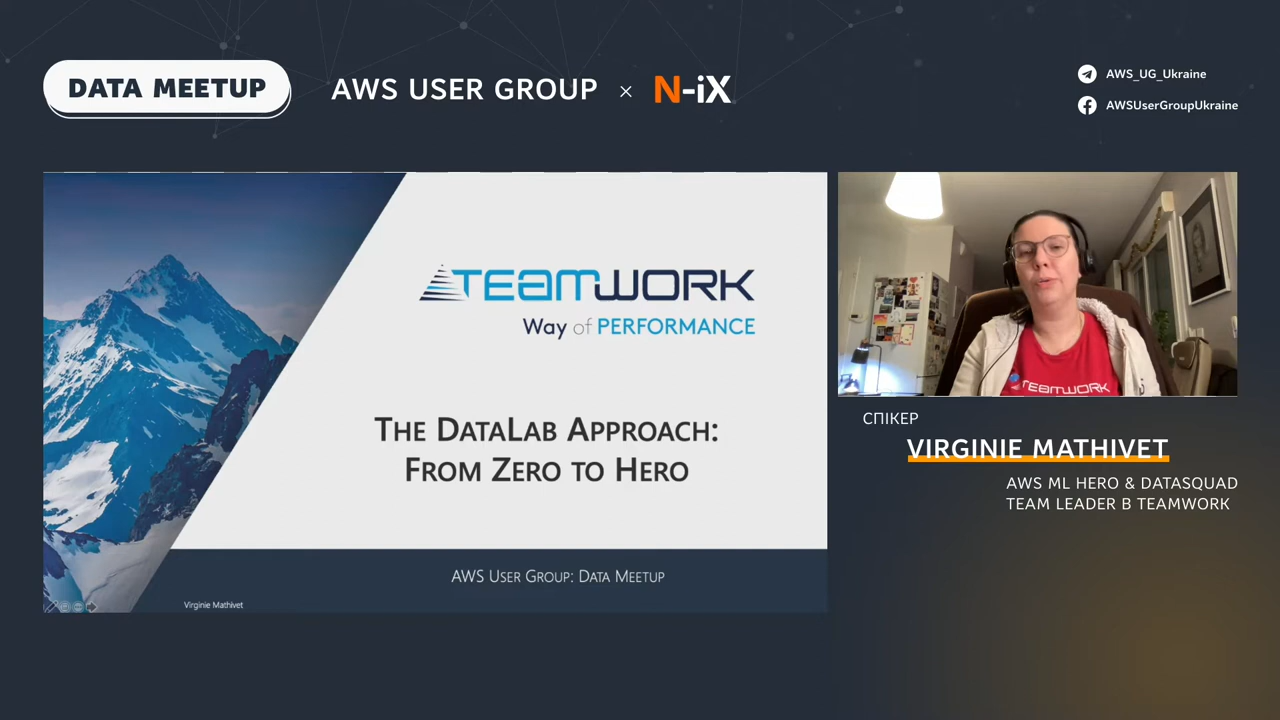 DATA MEETUP
AWS USER GROUP × N-iX
AWS_UG_Ukraine
AWSUserGroupUkraine
TEAMWORK
Way of PERFORMANCE
THE DATALAB APPROACH:
FROM ZERO TO HERO
AWS USER GROUP: DATA MEETUP
Virginie Mathivet
TEAMWORK
СПІКЕР
VIRGINIE MATHIVET
AWS ML HERO & DATASQUAD
TEAM LEADER В TEAMWORK